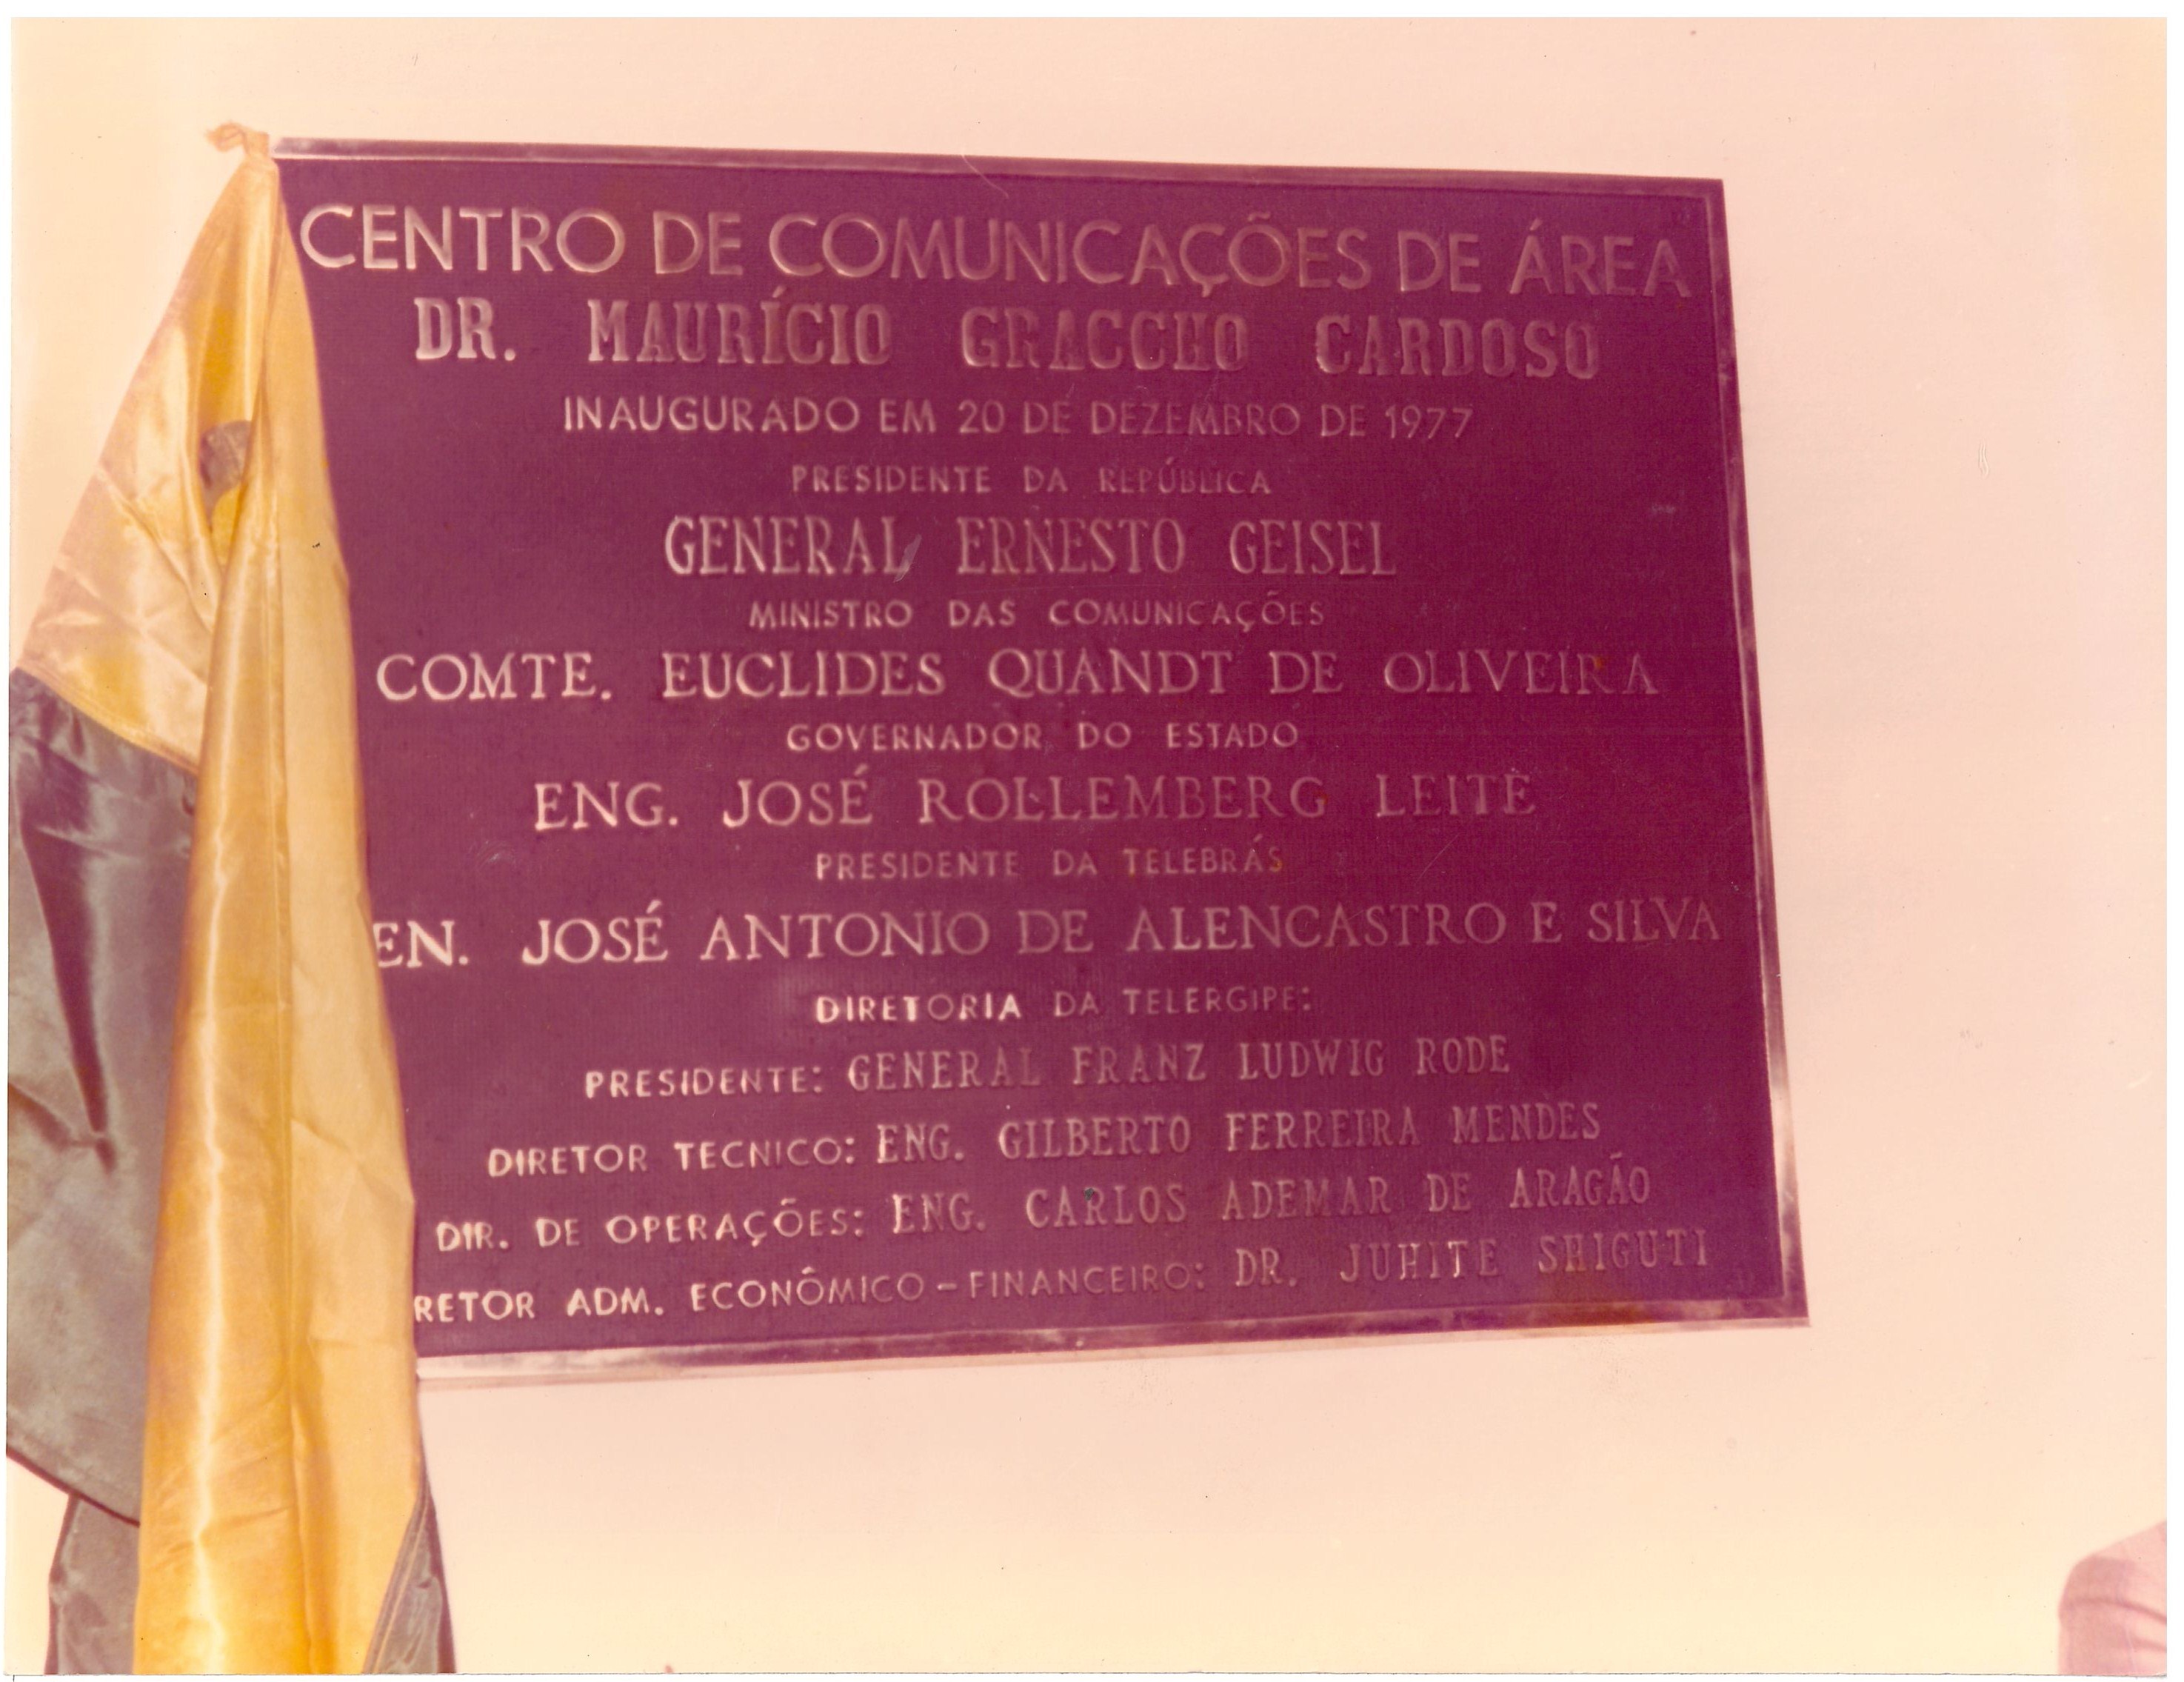 CENTRO DE COMUNICAÇÕES DE ÁREA
DR. MAURÍCIO GRACCHO CARDOSO
INAUGURADO EM 20 DE DEZEMBRO DE 1977
PRESIDENTE DA REPÚBLICA
GENERAL ERNESTO GEISEL
MINISTRO DAS COMUNICAÇÕES
COMTE. EUCLIDES QUANDT DE OLIVEIRA
GOVERNADOR DO ESTADO
ENG. JOSÉ ROLLEMBERG LEITE
PRESIDENTE DA TELEBRÁS
EN. JOSÉ ANTONIO DE ALENCASTRO E SILVA
DIRETORIA DA TELERGIPE:
PRESIDENTE: GENERAL FRANZ LUDWIG RODE
DIRETOR TECNICO: ENG. GILBERTO FERREIRA MENDES
DIR. DE OPERAÇÕES: ENG. CARLOS ADEMAR DE ARAGÃO
RETOR ADM. ECONÔMICO-FINANCEIRO: DR. JUHITE SHIGUTI